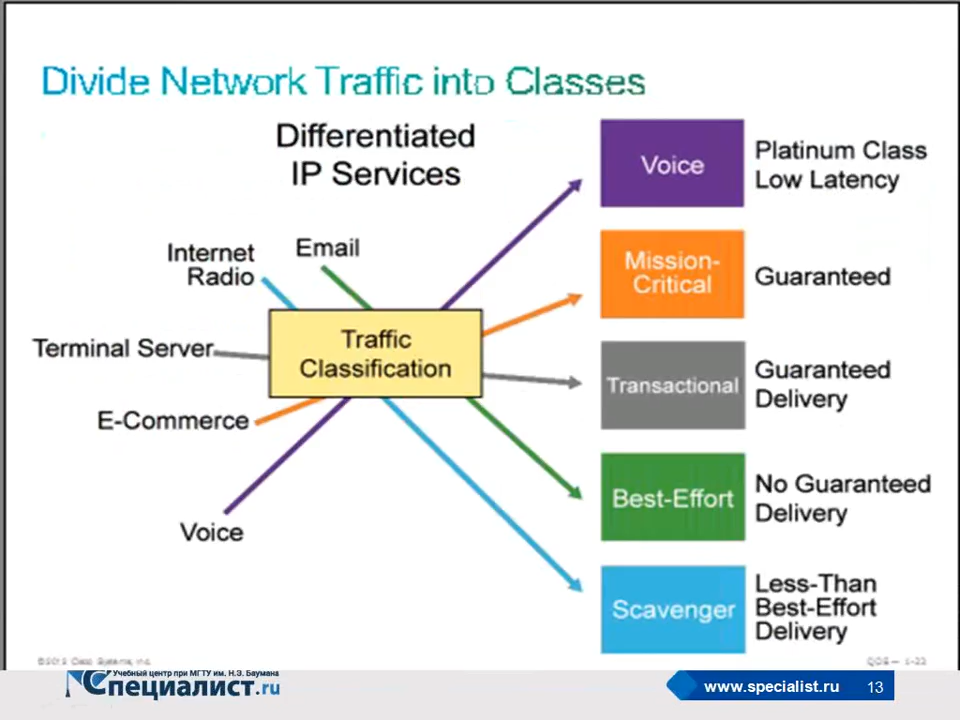 Divide Network Traffic into Classes
Differentiated
IP Services
Internet
Radio
Email
Terminal Server
E-Commerce
Voice
Traffic
Classification
Voice
Platinum Class
Low Latency
Mission-
Critical
Guaranteed
Transactional
Guaranteed
Delivery
Best-Effort
No Guaranteed
Delivery
Scavenger
Less-Than
Best-Effort
Delivery
Учебный центр при МГТУ им. Н.Э. Баумана
Специалист.ru
www.specialist.ru
13